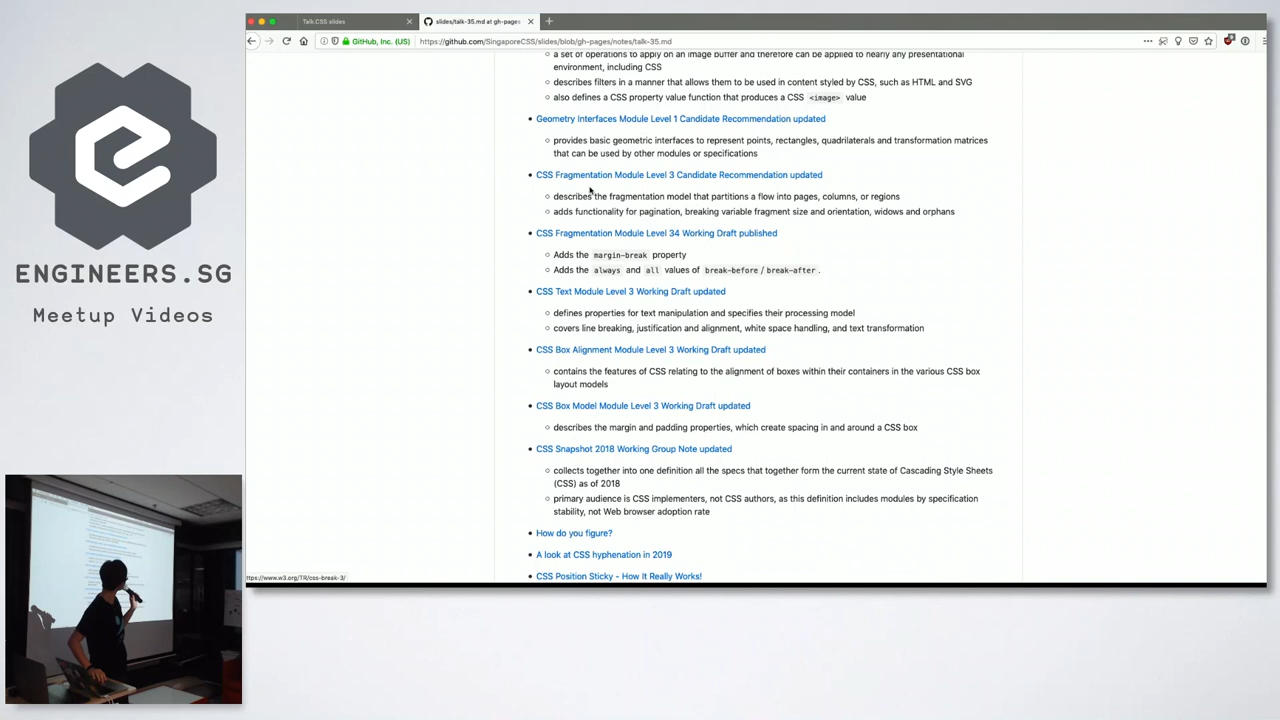 Talk.CSS slides
slides/talk-35.md at gh-pages
GitHub, Inc. (US)
https://github.com/SingaporeCSS/slides/blob/gh-pages/notes/talk-35.md
a set of operations to apply on an image buffer and therefore can be applied to nearly any presentational
environment, including CSS
describes filters in a manner that allows them to be used in content styled by CSS, such as HTML and SVG
also defines a CSS property value function that produces a CSS <image> value
Geometry Interfaces Module Level 1 Candidate Recommendation updated
provides basic geometric interfaces to represent points, rectangles, quadrilaterals and transformation matrices
that can be used by other modules or specifications
CSS Fragmentation Module Level 3 Candidate Recommendation updated
describes the fragmentation model that partitions a flow into pages, columns, or regions
adds functionality for pagination, breaking variable fragment size and orientation, widows and orphans
CSS Fragmentation Module Level 34 Working Draft published
Adds the margin-break property
Adds the always and all values of break-before / break-after.
CSS Text Module Level 3 Working Draft updated
defines properties for text manipulation and specifies their processing model
covers line breaking, justification and alignment, white space handling, and text transformation
CSS Box Alignment Module Level 3 Working Draft updated
contains the features of CSS relating to the alignment of boxes within their containers in the various CSS box
layout models
CSS Box Model Module Level 3 Working Draft updated
describes the margin and padding properties, which create spacing in and around a CSS box
CSS Snapshot 2018 Working Group Note updated
collects together into one definition all the specs that together form the current state of Cascading Style Sheets
(CSS) as of 2018
primary audience is CSS implementers, not CSS authors, as this definition includes modules by specification
stability, not Web browser adoption rate
How do you figure?
A look at CSS hyphenation in 2019
CSS Position Sticky - How It Really Works!
https://www.w3.org/TR/css-break-3/
ENGINEERS.SG
Meetup Videos